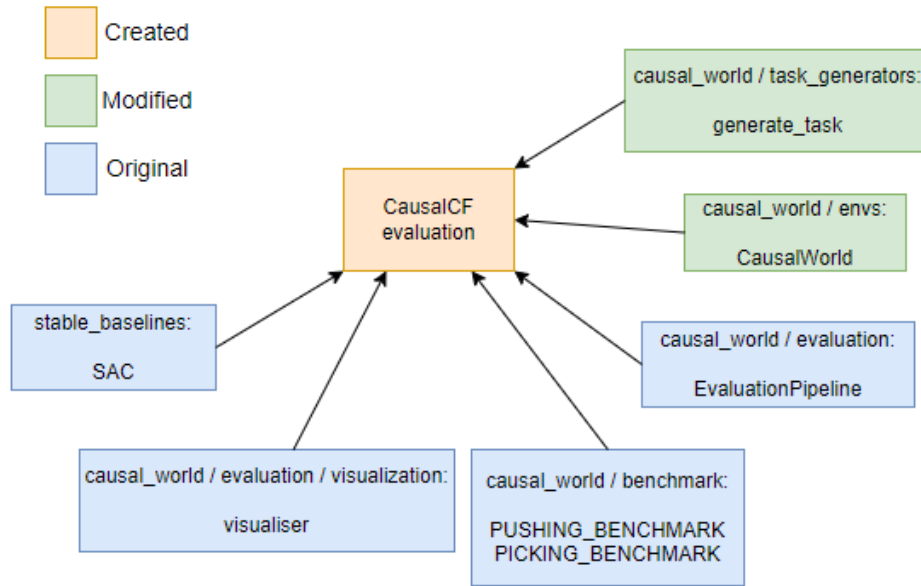 Created
Modified
Original
causal_world / task_generators:
generate_task
CausalCF
evaluation
causal_world / envs:
CausalWorld
stable_baselines:
SAC
causal_world / evaluation:
EvaluationPipeline
causal_world / evaluation / visualization:
visualiser
causal_world / benchmark:
PUSHING_BENCHMARK
PICKING_BENCHMARK